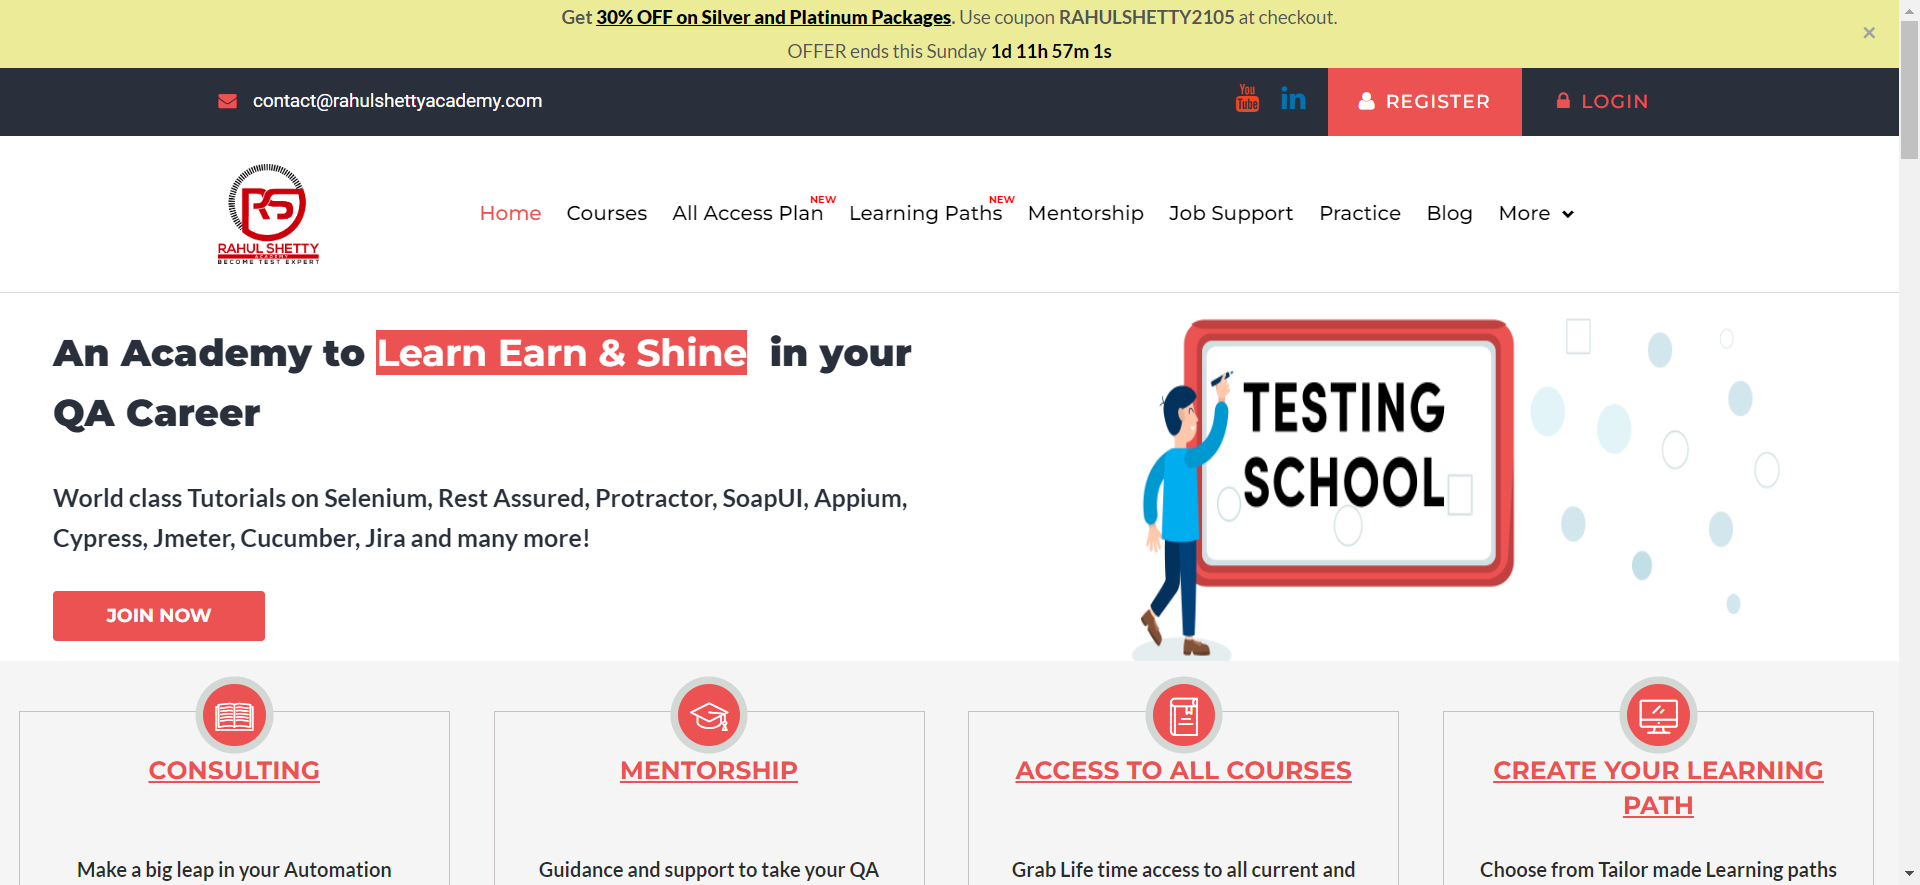 Get 30% OFF on Silver and Platinum Packages. Use coupon RAHULSHETTY2105 at checkout.
OFFER ends this Sunday 1d 11h 57m 1s
×
contact@rahulshettyacademy.com
You
Tube
in
REGISTER
LOGIN
RS
RAHUL SHETTY
ACADEMY
BECOME TEST EXPERT
Home
Courses
All Access Plan NEW
Learning Paths NEW
Mentorship
Job Support
Practice
Blog
More
An Academy to Learn Earn & Shine in your
QA Career
World class Tutorials on Selenium, Rest Assured, Protractor, SoapUI, Appium,
Cypress, Jmeter, Cucumber, Jira and many more!
JOIN NOW
TESTING
SCHOOL
CONSULTING
Make a big leap in your Automation
MENTORSHIP
Guidance and support to take your QA
ACCESS TO ALL COURSES
Grab Life time access to all current and
CREATE YOUR LEARNING
PATH
Choose from Tailor made Learning paths